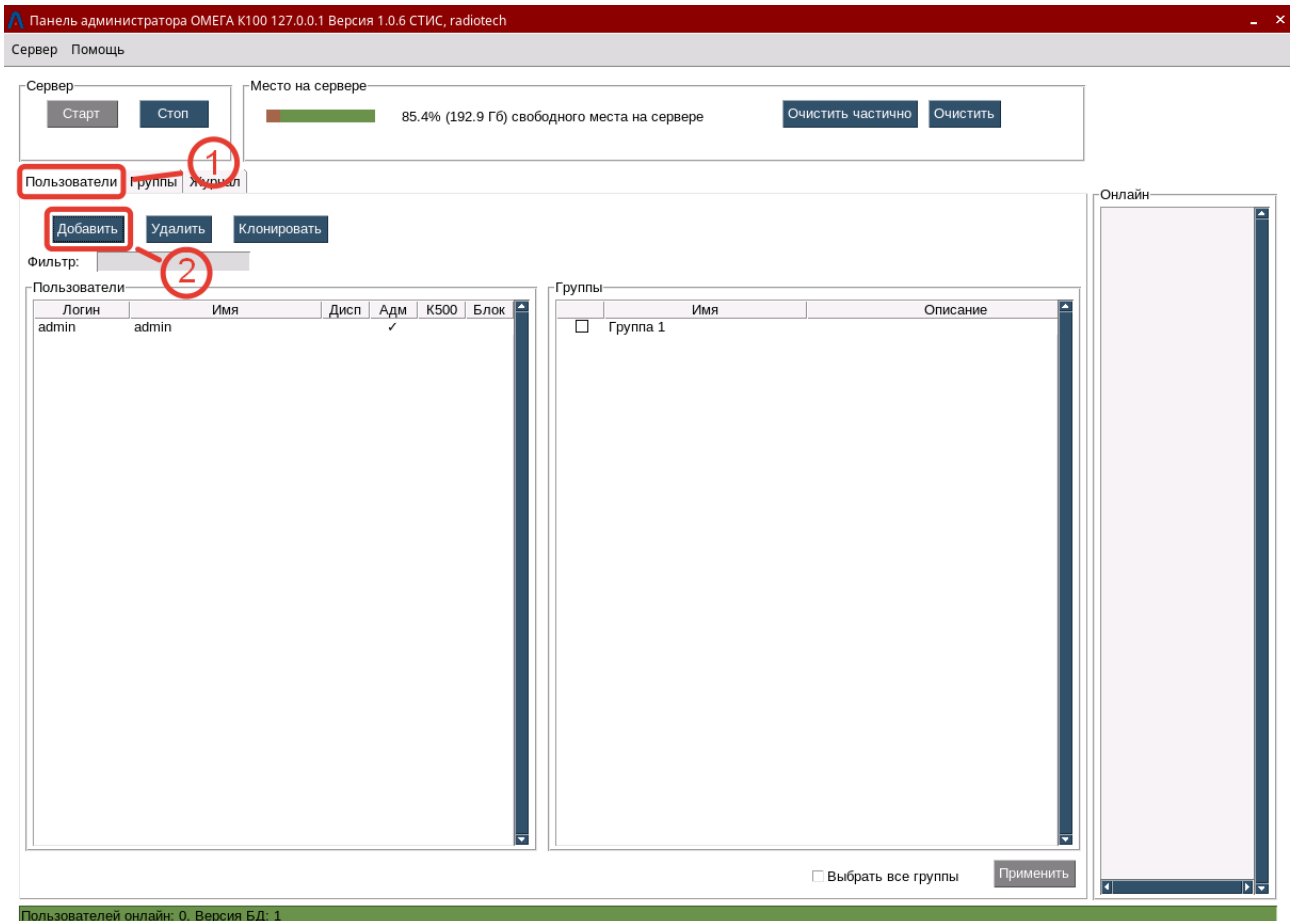 Панель администратора ОМЕГА К100 127.0.0.1 Версия 1.0.6 СТИС, radiotech
Сервер Помощь
Сервер
Место на сервере
Старт Стоп
85.4% (192.9 Гб) свободного места на сервере
Очистить частично Очистить
1
Пользователи Группы Журнал
Онлайн
Добавить Удалить Клонировать
2
Фильтр:
Пользователи
Группы
Логин Имя Дисп Адм К500 Блок
Имя Описание
admin admin ✓
Группа 1
Выбрать все группы Применить
Пользователей онлайн: 0. Версия БД: 1